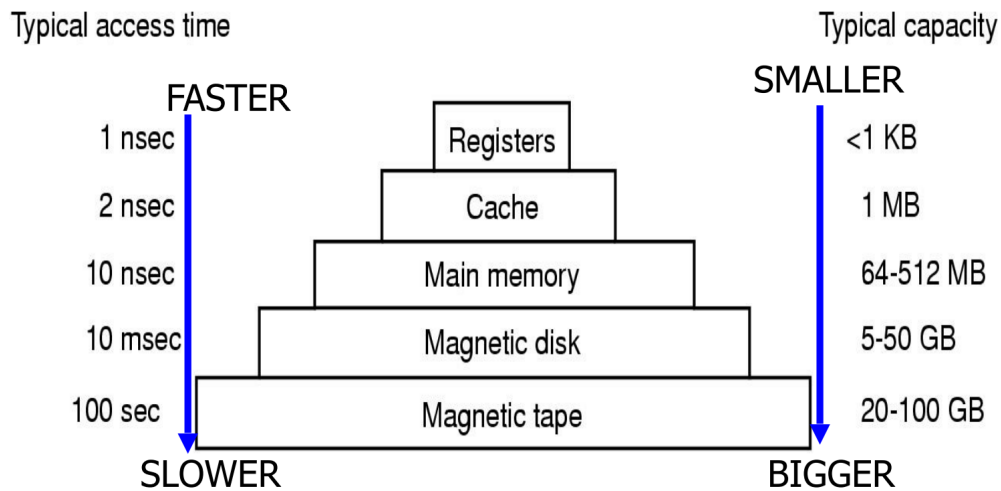 Typical access time Typical capacity
FASTER SMALLER
1 nsec Registers <1 KB
2 nsec Cache 1 MB
10 nsec Main memory 64-512 MB
10 msec Magnetic disk 5-50 GB
100 sec Magnetic tape 20-100 GB
SLOWER BIGGER